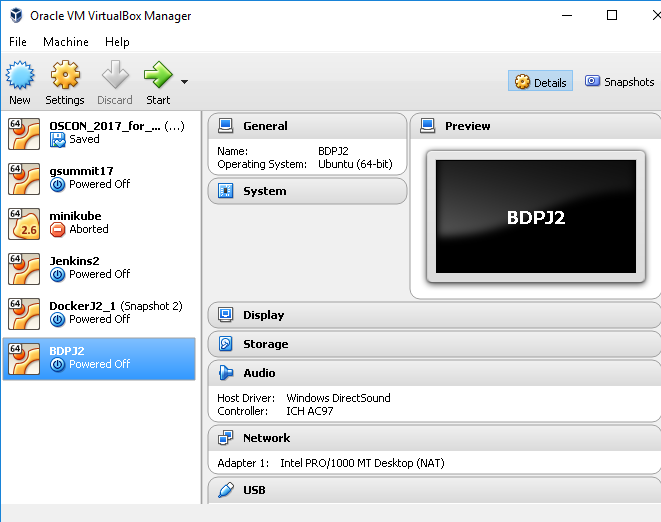 Oracle VM VirtualBox Manager
File Machine Help
New Settings Discard Start
Details Snapshots
64 OSCON_2017_for_... (...)
Saved
64 gsummit17
Powered Off
64 minikube
2.6 Aborted
64 Jenkins2
Powered Off
64 DockerJ2_1 (Snapshot 2)
Powered Off
64 BDPJ2
Powered Off
General
Name: BDPJ2
Operating System: Ubuntu (64-bit)
System
Preview
BDPJ2
Display
Storage
Audio
Host Driver: Windows DirectSound
Controller: ICH AC97
Network
Adapter 1: Intel PRO/1000 MT Desktop (NAT)
USB